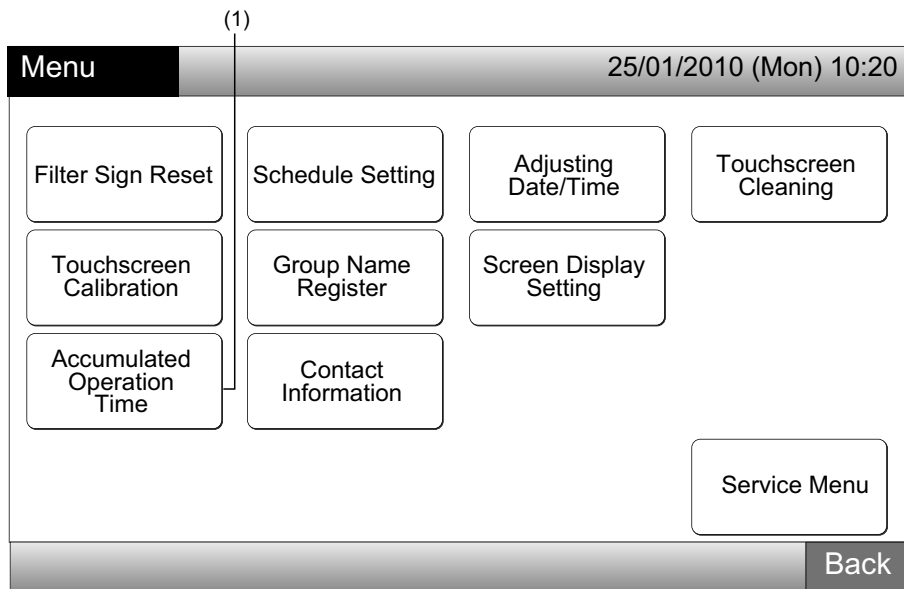 (1)
Menu
25/01/2010 (Mon) 10:20
Filter Sign Reset
Schedule Setting
Adjusting
Date/Time
Touchscreen
Cleaning
Touchscreen
Calibration
Group Name
Register
Screen Display
Setting
Accumulated
Operation
Time
Contact
Information
Service Menu
Back